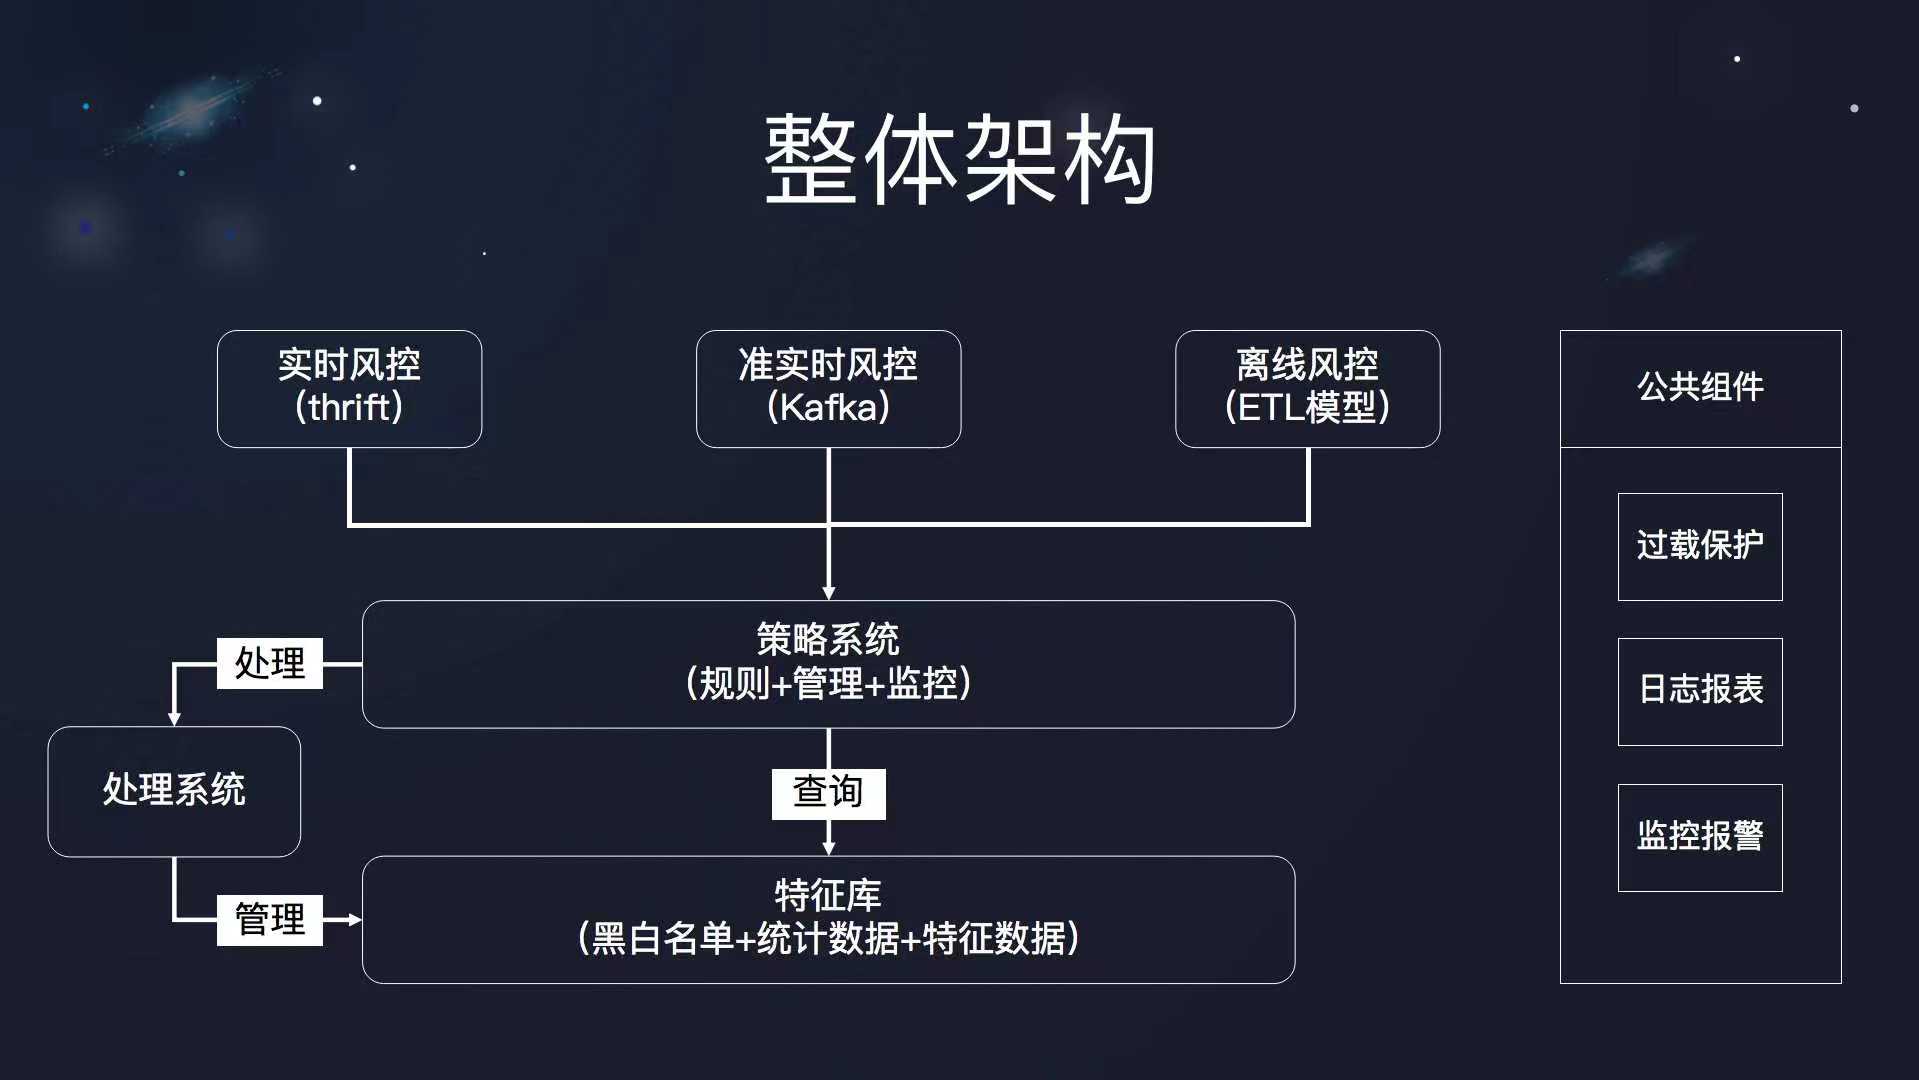 整体架构
实时风控
(thrift)
准实时风控
(Kafka)
离线风控
(ETL模型)
公共组件
过载保护
日志报表
监控报警
策略系统
(规则+管理+监控)
处理
处理系统
查询
管理
特征库
(黑白名单+统计数据+特征数据)